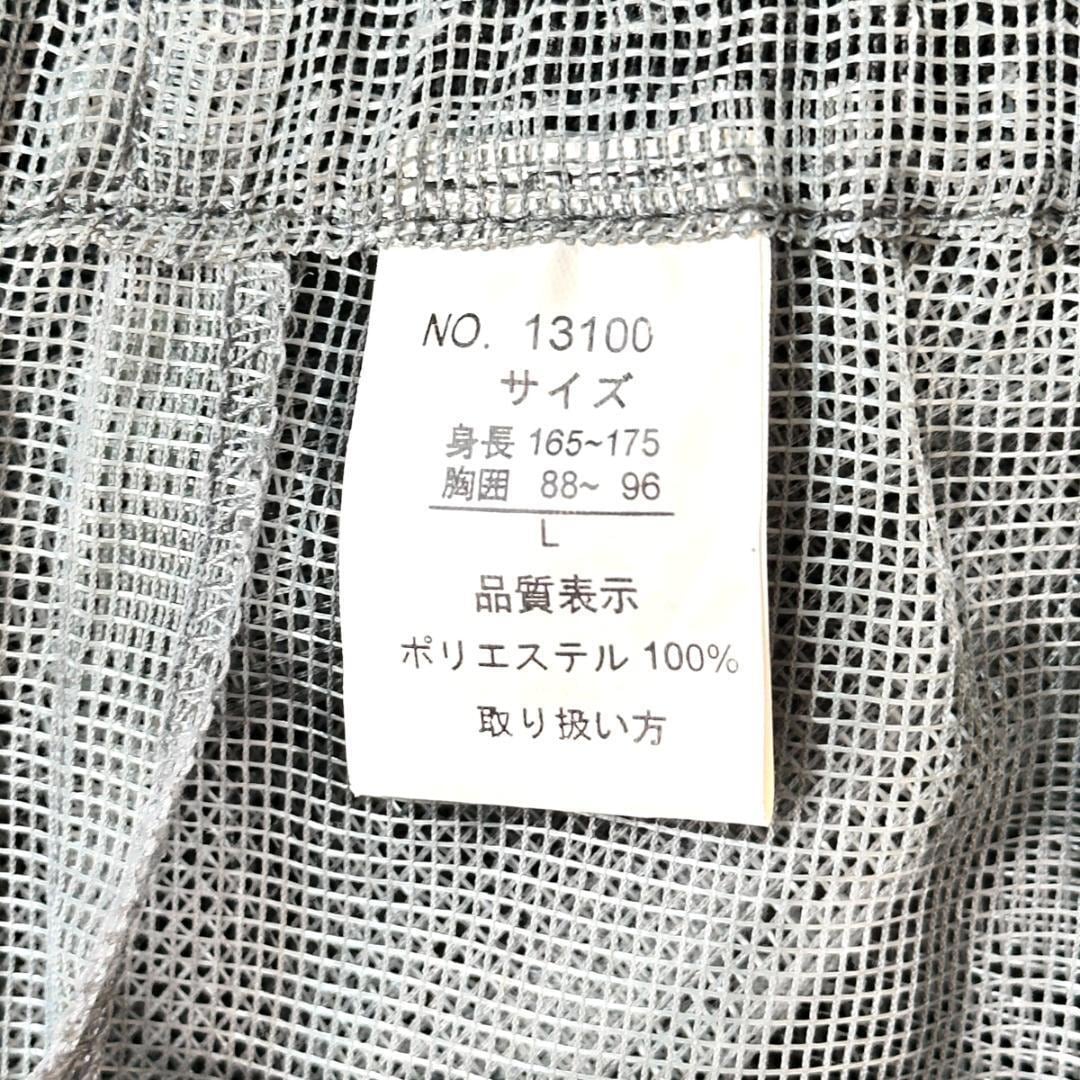 NO. 13100
サイズ
身長 165~175
胸囲 88~ 96
L
品質表示
ポリエステル 100%
取り扱い方